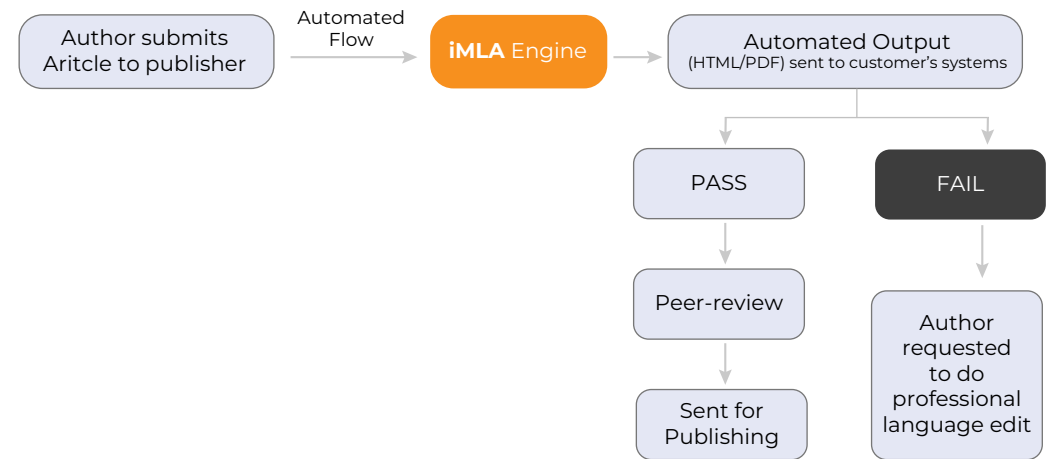 Author submits
Aritcle to publisher
Automated
Flow
iMLA Engine
Automated Output
(HTML/PDF) sent to customer's systems
PASS
FAIL
Peer-review
Author
requested
to do
professional
language edit
Sent for
Publishing